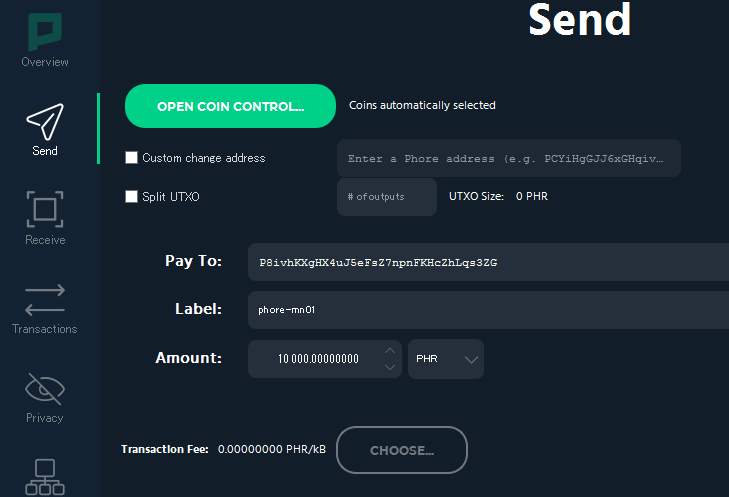 Send
Overview
OPEN COIN CONTROL... Coins automatically selected
Send
Custom change address Enter a Phore address (e.g. PCYiHgGJJ6xGHqiv...
Split UTXO # of outputs UTXO Size: 0 PHR
Receive
Pay To: P8ivhKXgHX4uJ5eFsZ7npnFKHcZhLqs3ZG
Label: phore-mn01
Transactions
Amount: 10 000.00000000 PHR
Privacy
Transaction Fee: 0.00000000 PHR/kB CHOOSE...